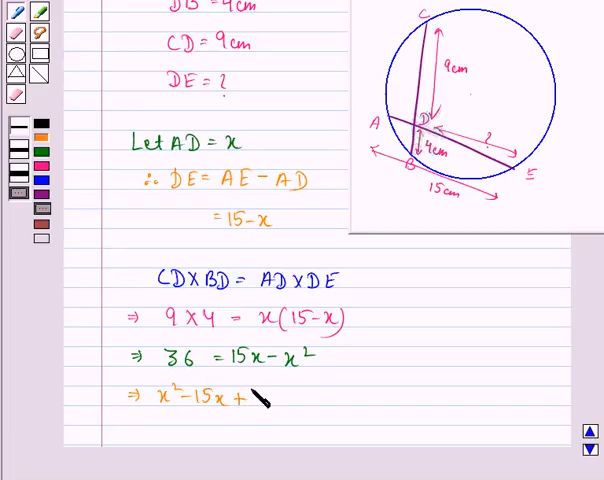 DB = 4cm
CD = 9cm
DE = ?
Let AD = x
∴ DE = AE - AD
= 15-x
CD X BD = AD X DE
⇒ 9 X 4 = x(15-x)
⇒ 36 = 15x - x²
⇒ x² - 15x +
C
9cm
A
D
?
4cm
B
E
15cm